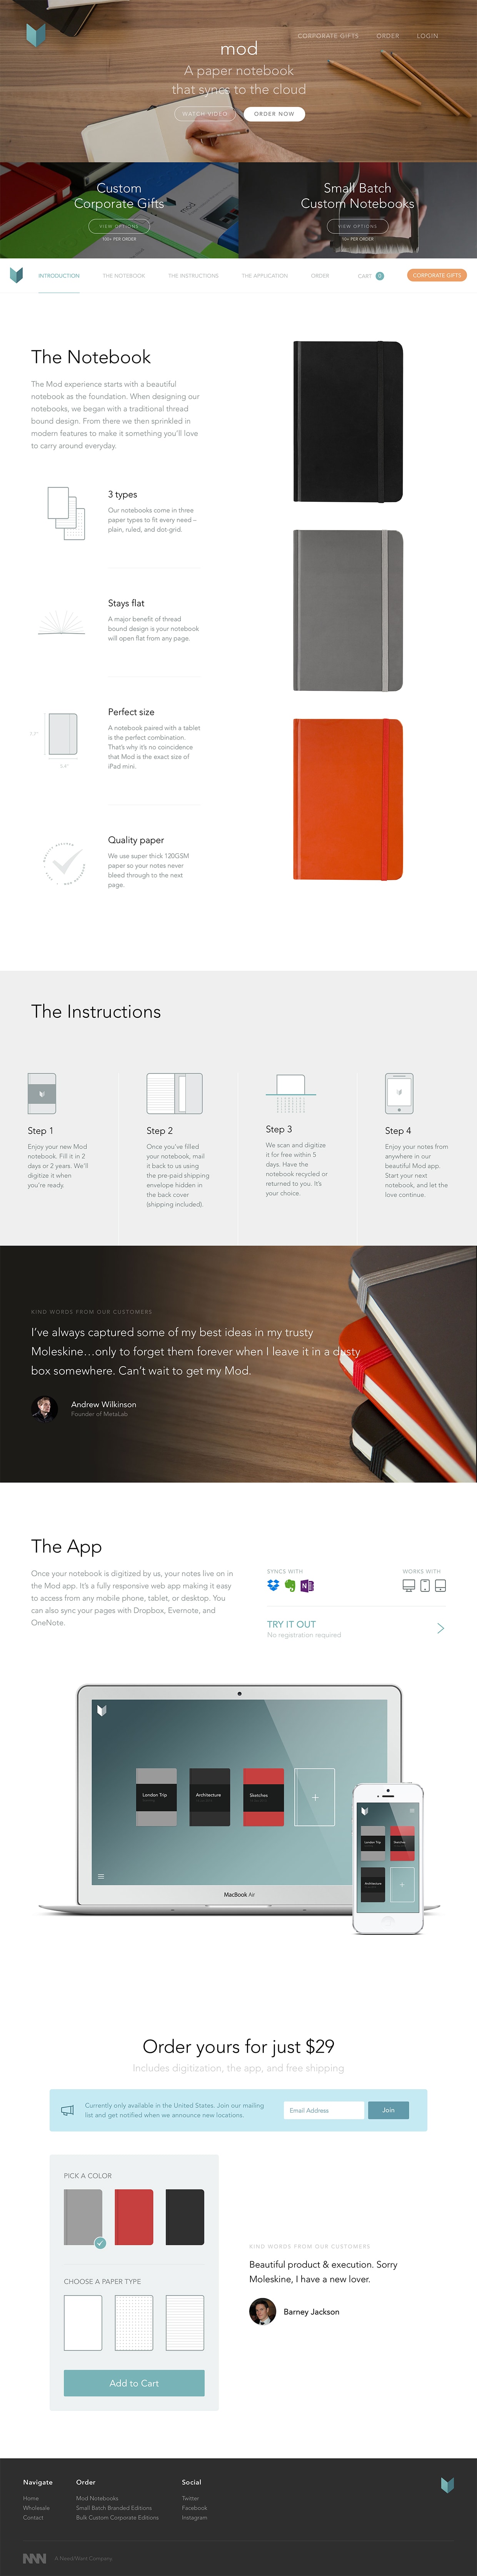 CORPORATE GIFTS ORDER LOGIN
mod
A paper notebook
that syncs to the cloud
WATCH VIDEO ORDER NOW
Custom
Corporate Gifts
VIEW OPTIONS
100+ PER ORDER
Small Batch
Custom Notebooks
VIEW OPTIONS
10+ PER ORDER
INTRODUCTION THE NOTEBOOK THE INSTRUCTIONS THE APPLICATION ORDER CART 0 CORPORATE GIFTS
The Notebook
The Mod experience starts with a beautiful
notebook as the foundation. When designing our
notebooks, we began with a traditional thread
bound design. From there we then sprinkled in
modern features to make it something you'll love
to carry around everyday.
3 types
Our notebooks come in three
paper types to fit every need –
plain, ruled, and dot-grid.
Stays flat
A major benefit of thread
bound design is your notebook
will open flat from any page.
Perfect size
A notebook paired with a tablet
is the perfect combination.
That's why it's no coincidence
that Mod is the exact size of
iPad mini.
Quality paper
We use super thick 120GSM
paper so your notes never
bleed through to the next
page.
The Instructions
Step 1
Enjoy your new Mod
notebook. Fill it in 2
days or 2 years. We'll
digitize it when
you're ready.
Step 2
Once you've filled
your notebook, mail
it back to us using
the pre-paid shipping
envelope hidden in
the back cover
(shipping included).
Step 3
We scan and digitize
it for free within 5
days. Have the
notebook recycled or
returned to you. It's
your choice.
Step 4
Enjoy your notes from
anywhere in our
beautiful Mod app.
Start your next
notebook, and let the
love continue.
KIND WORDS FROM OUR CUSTOMERS
I've always captured some of my best ideas in my trusty
Moleskine…only to forget them forever when I leave it in a dusty
box somewhere. Can't wait to get my Mod.
Andrew Wilkinson
Founder of MetaLab
The App
Once your notebook is digitized by us, your notes live on in
the Mod app. It's a fully responsive web app making it easy
to access from any mobile phone, tablet, or desktop. You
can also sync your pages with Dropbox, Evernote, and
OneNote.
SYNCS WITH
WORKS WITH
TRY IT OUT
No registration required
London Trip
Architecture
Sketches
MacBook Air
London Trip
Sketches
Architecture
Order yours for just $29
Includes digitization, the app, and free shipping
Currently only available in the United States. Join our mailing
list and get notified when we announce new locations.
Email Address Join
PICK A COLOR
CHOOSE A PAPER TYPE
Add to Cart
KIND WORDS FROM OUR CUSTOMERS
Beautiful product & execution. Sorry
Moleskine, I have a new lover.
Barney Jackson
Navigate
Home
Wholesale
Contact
Order
Mod Notebooks
Small Batch Branded Editions
Bulk Custom Corporate Editions
Social
Twitter
Facebook
Instagram
A Need/Want Company